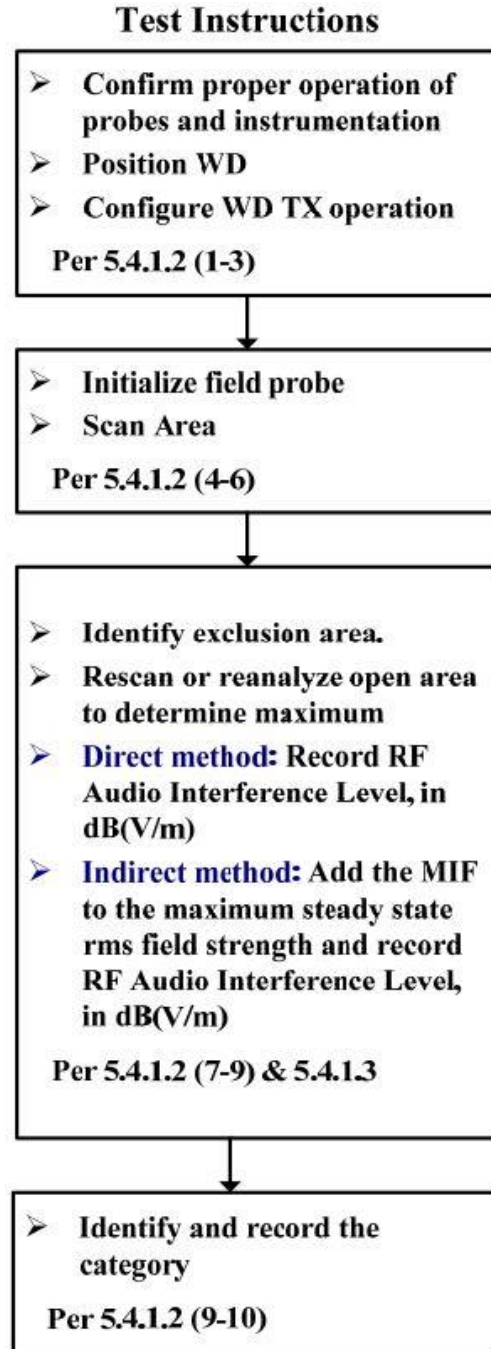 Test Instructions
➢ Confirm proper operation of
probes and instrumentation
➢ Position WD
➢ Configure WD TX operation
Per 5.4.1.2 (1-3)
➢ Initialize field probe
➢ Scan Area
Per 5.4.1.2 (4-6)
➢ Identify exclusion area.
➢ Rescan or reanalyze open area
to determine maximum
➢ Direct method: Record RF
Audio Interference Level, in
dB(V/m)
➢ Indirect method: Add the MIF
to the maximum steady state
rms field strength and record
RF Audio Interference Level,
in dB(V/m)
Per 5.4.1.2 (7-9) & 5.4.1.3
➢ Identify and record the
category
Per 5.4.1.2 (9-10)